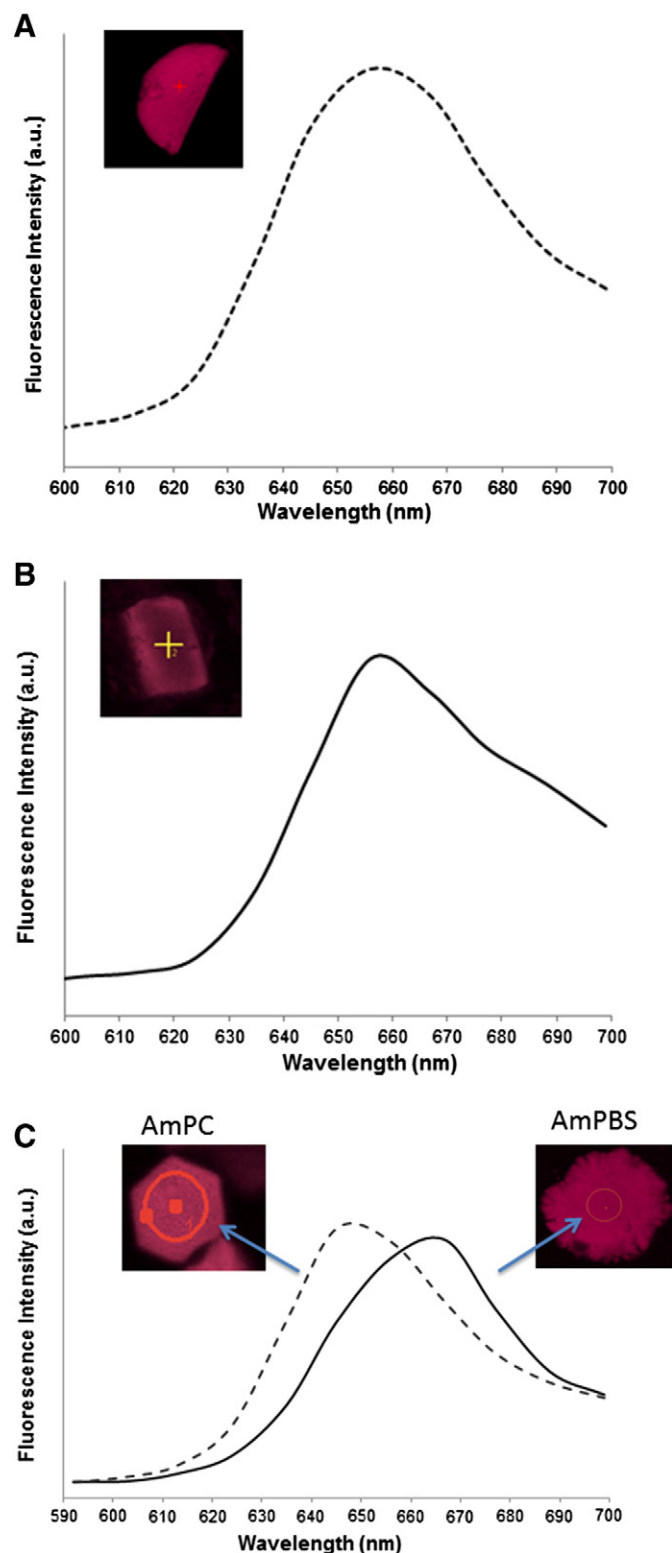 A
Fluorescence Intensity (a.u.)
600 610 620 630 640 650 660 670 680 690 700
Wavelength (nm)
B
2
Fluorescence Intensity (a.u.)
600 610 620 630 640 650 660 670 680 690 700
Wavelength (nm)
C
AmPC
AmPBS
1
Fluorescence Intensity (a.u.)
590 600 610 620 630 640 650 660 670 680 690 700
Wavelength (nm)